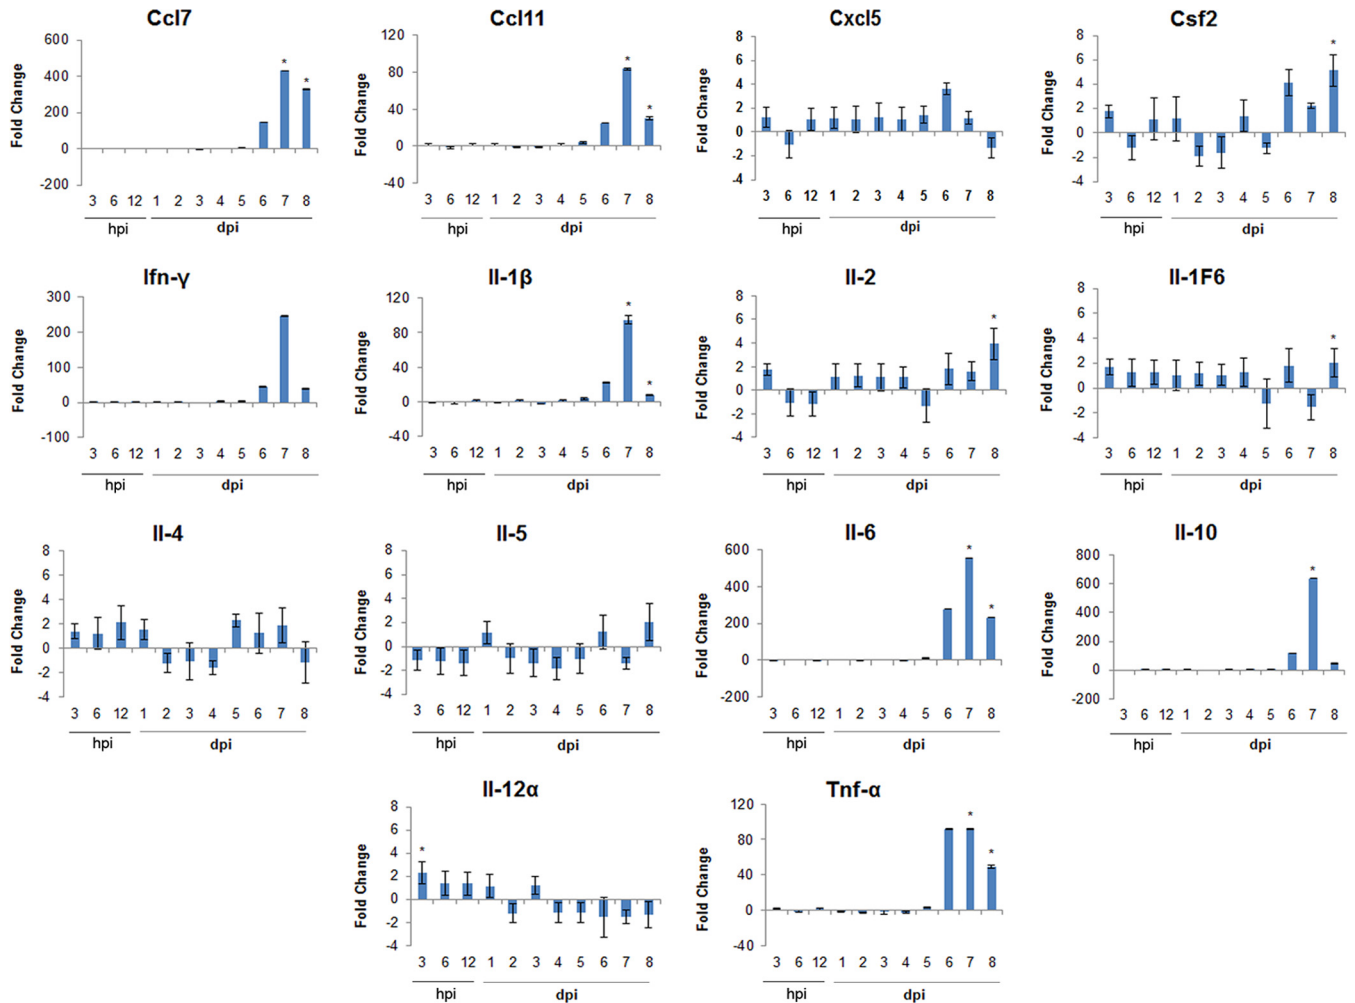 Ccl7
Fold Change
600
400
200
0
-200
*
*
3 6 12 1 2 3 4 5 6 7 8
hpi dpi
Ccl11
Fold Change
120
80
40
0
-40
*
*
3 6 12 1 2 3 4 5 6 7 8
hpi dpi
Cxcl5
Fold Change
8
6
4
2
0
-2
-4
3 6 12 1 2 3 4 5 6 7 8
hpi dpi
Csf2
Fold Change
8
6
4
2
0
-2
-4
*
3 6 12 1 2 3 4 5 6 7 8
hpi dpi
Ifn-γ
Fold Change
300
200
100
0
-100
3 6 12 1 2 3 4 5 6 7 8
hpi dpi
Il-1β
Fold Change
120
80
40
0
-40
*
*
3 6 12 1 2 3 4 5 6 7 8
hpi dpi
Il-2
Fold Change
8
6
4
2
0
-2
-4
*
3 6 12 1 2 3 4 5 6 7 8
hpi dpi
Il-1F6
Fold Change
8
6
4
2
0
-2
-4
*
3 6 12 1 2 3 4 5 6 7 8
hpi dpi
Il-4
Fold Change
8
6
4
2
0
-2
-4
3 6 12 1 2 3 4 5 6 7 8
hpi dpi
Il-5
Fold Change
8
6
4
2
0
-2
-4
3 6 12 1 2 3 4 5 6 7 8
hpi dpi
Il-6
Fold Change
600
400
200
0
-200
*
*
3 6 12 1 2 3 4 5 6 7 8
hpi dpi
Il-10
Fold Change
800
600
400
200
0
-200
*
3 6 12 1 2 3 4 5 6 7 8
hpi dpi
Il-12α
Fold Change
8
6
4
2
0
-2
-4
*
3 6 12 1 2 3 4 5 6 7 8
hpi dpi
Tnf-α
Fold Change
120
80
40
0
-40
*
*
3 6 12 1 2 3 4 5 6 7 8
hpi dpi